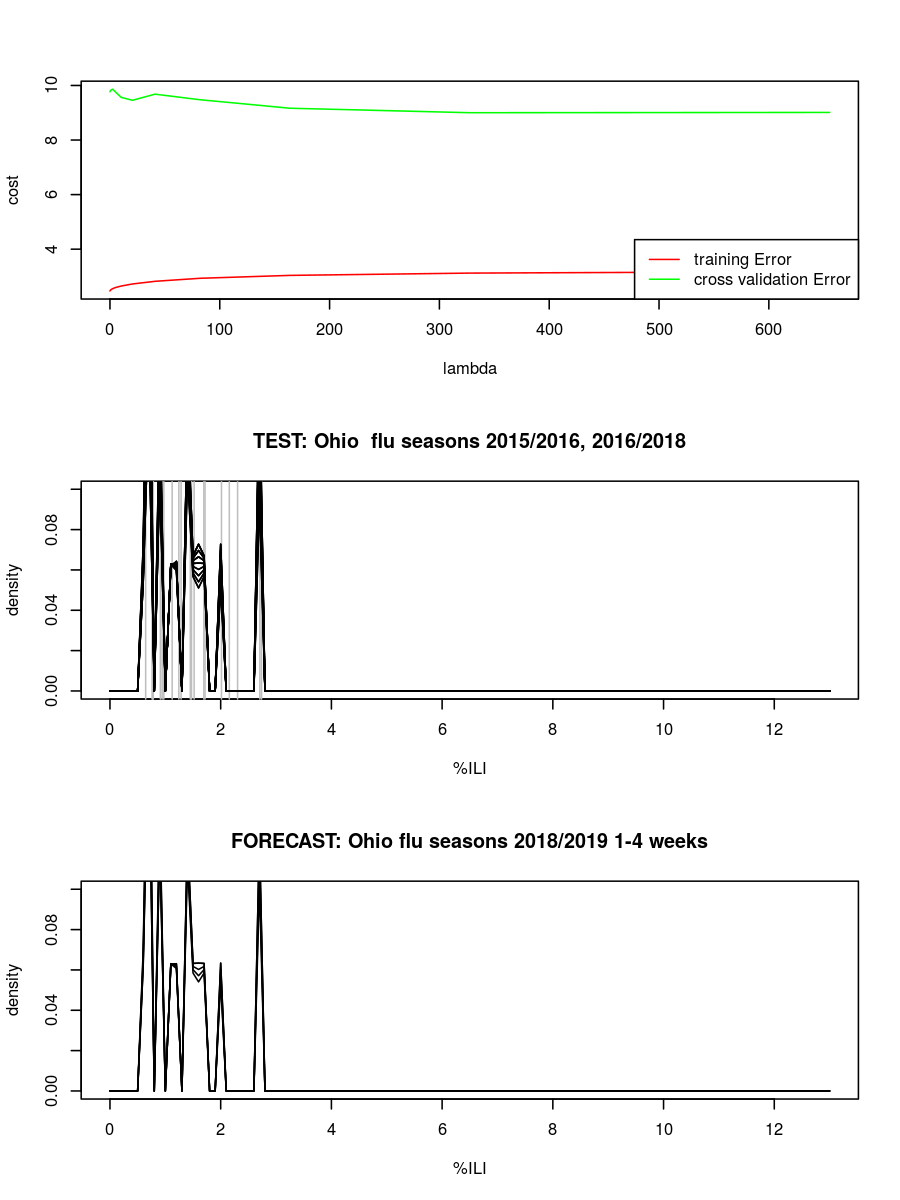 10
8
6
4
cost
training Error
cross validation Error
0 100 200 300 400 500 600
lambda
TEST: Ohio  flu seasons 2015/2016, 2016/2018
0.08
0.04
0.00
density
0 2 4 6 8 10 12
%ILI
FORECAST: Ohio flu seasons 2018/2019 1-4 weeks
0.08
0.04
0.00
density
0 2 4 6 8 10 12
%ILI